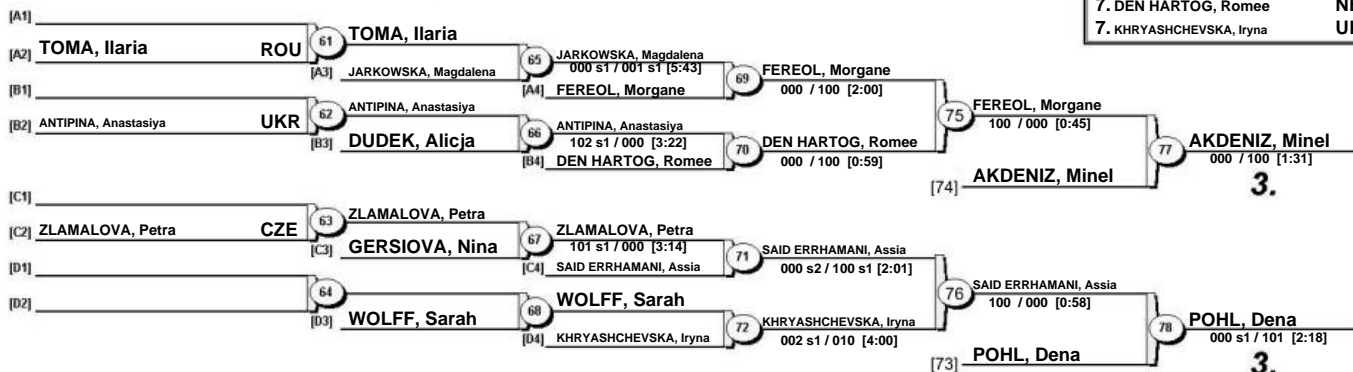 7. DEN HARTOG, Romee
7. KHRYASHCHEVSKA, Iryna
[A1]
[A2] TOMA, Ilaria ROU
61
TOMA, Ilaria
[A3] JARKOWSKA, Magdalena
65
JARKOWSKA, Magdalena
000 s1 / 001 s1 [5:43]
[A4] FEREOL, Morgane
69
FEREOL, Morgane
000 / 100 [2:00]
[B1]
[B2] ANTIPINA, Anastasiya UKR
62
ANTIPINA, Anastasiya
[B3] DUDEK, Alicja
66
ANTIPINA, Anastasiya
102 s1 / 000 [3:22]
[B4] DEN HARTOG, Romee
70
DEN HARTOG, Romee
000 / 100 [0:59]
75
FEREOL, Morgane
100 / 000 [0:45]
[74] AKDENIZ, Minel
77
AKDENIZ, Minel
000 / 100 [1:31]
3.
[C1]
[C2] ZLAMALOVA, Petra CZE
63
ZLAMALOVA, Petra
[C3] GERSIOVA, Nina
67
ZLAMALOVA, Petra
101 s1 / 000 [3:14]
[C4] SAID ERRHAMANI, Assia
71
SAID ERRHAMANI, Assia
000 s2 / 100 s1 [2:01]
[D1]
[D2]
64
[D3] WOLFF, Sarah
68
WOLFF, Sarah
[D4] KHRYASHCHEVSKA, Iryna
72
KHRYASHCHEVSKA, Iryna
002 s1 / 010 [4:00]
76
SAID ERRHAMANI, Assia
100 / 000 [0:58]
[73] POHL, Dena
78
POHL, Dena
000 s1 / 101 [2:18]
3.